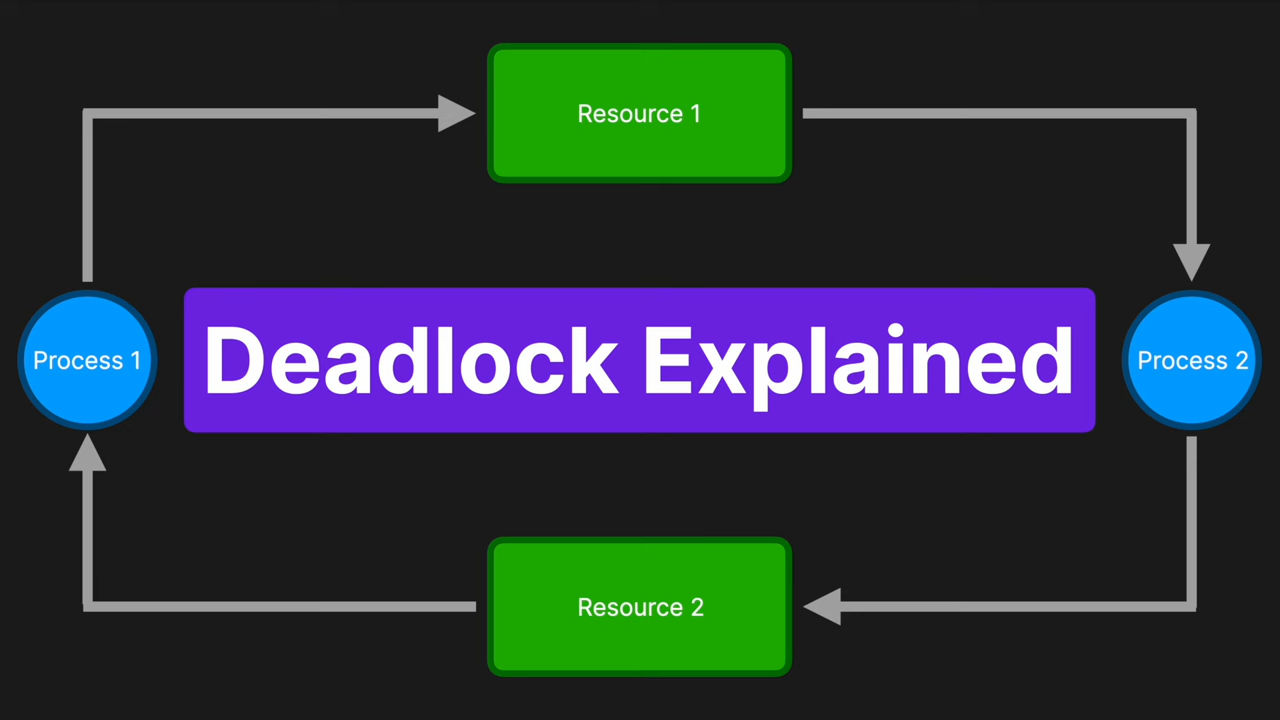 Resource 1
Process 1
Deadlock Explained
Process 2
Resource 2